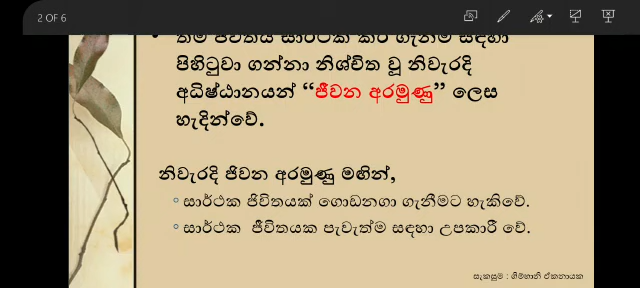 2 OF 6
තම ජීවිතය සාර්ථක කර ගැනීම සඳහා
පිහිටුවා ගන්නා නිශ්චිත වූ නිවැරදි
අධිෂ්ඨානයන් “ජීවන අරමුණු” ලෙස
හැදින්වේ.
නිවැරදි ජිවන අරමුණු මඟින්,
සාර්ථක ජිවිතයක් ගොඩනගා ගැනීමට හැකිවේ.
සාර්ථක ජීවිතයක පැවැත්ම සඳහා උපකාරී වේ.
සැකසුම : ගිම්හානි ඒකනායක